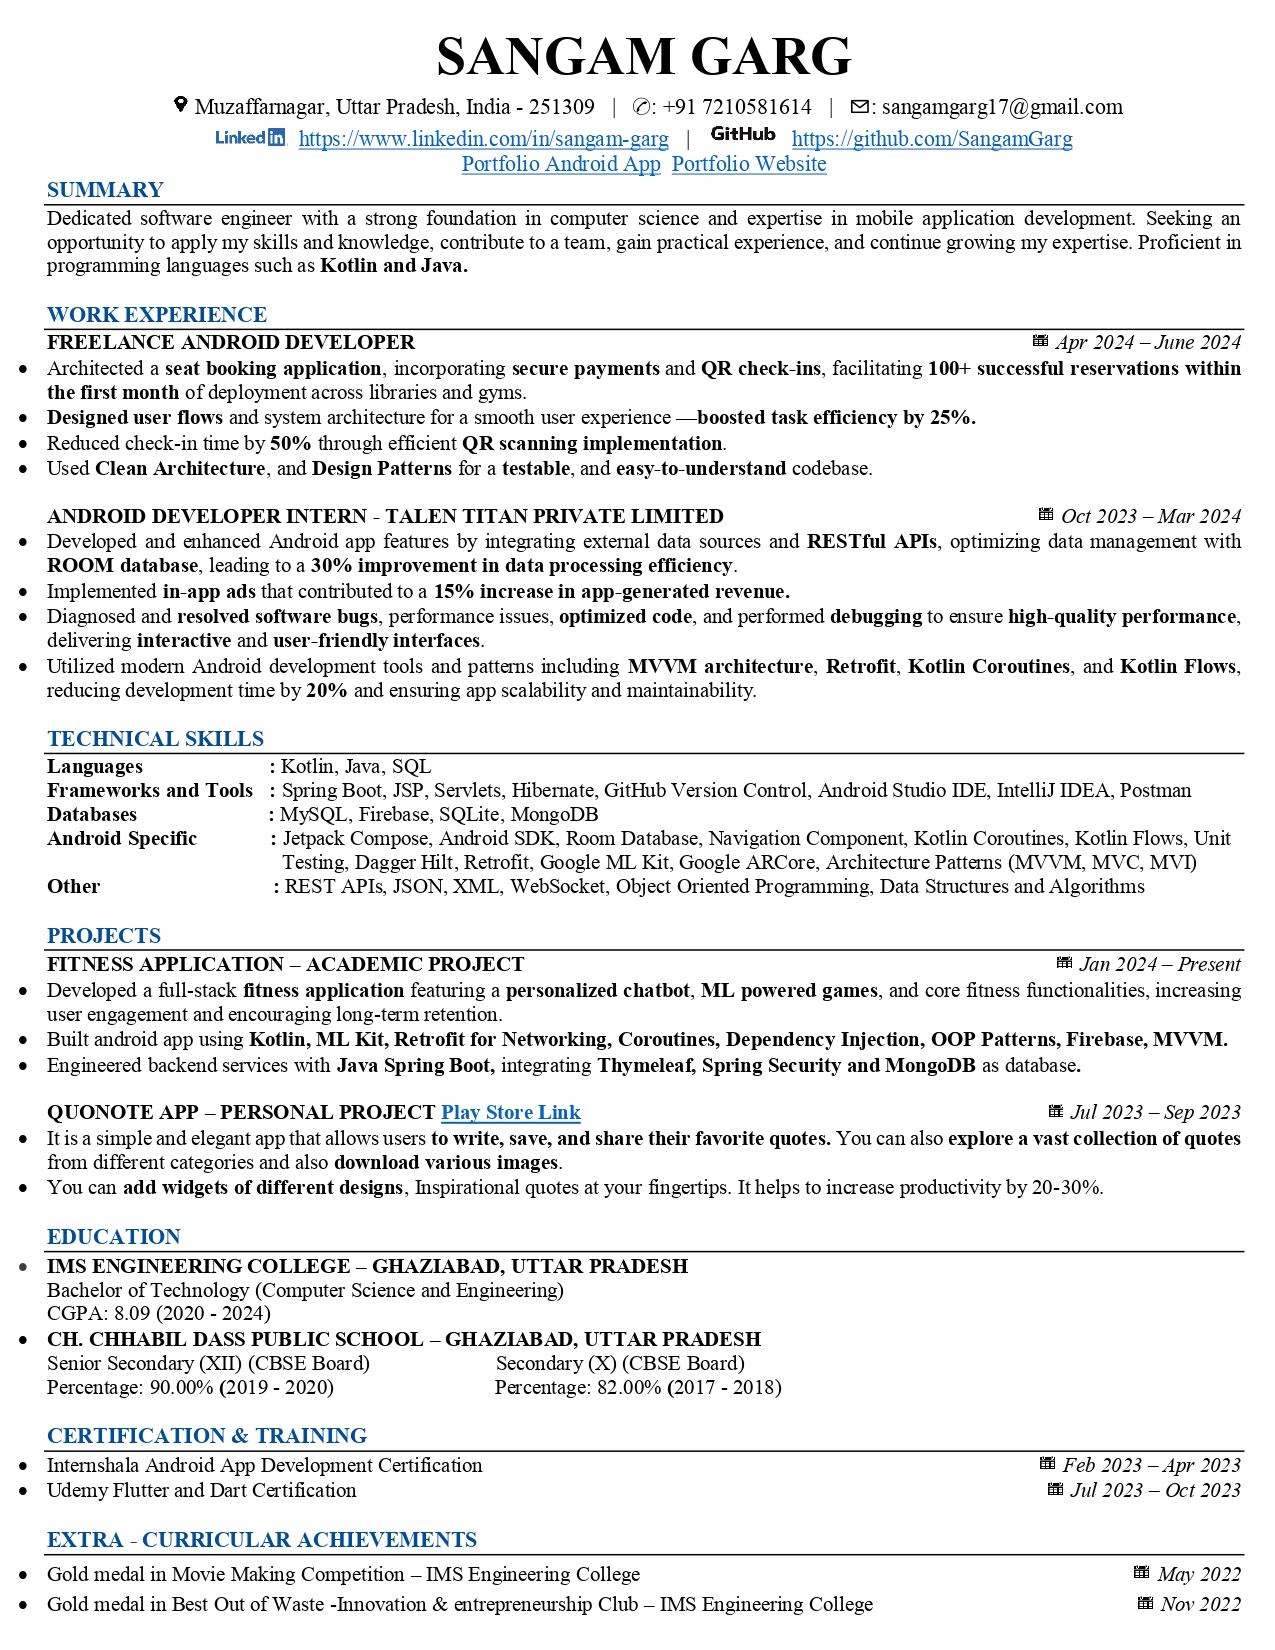 SANGAM GARG
Muzaffarnagar, Uttar Pradesh, India - 251309 | ✆: +91 7210581614 | : sangamgarg17@gmail.com
LinkedIn https://www.linkedin.com/in/sangam-garg | GitHub https://github.com/SangamGarg
Portfolio Android App Portfolio Website
SUMMARY
Dedicated software engineer with a strong foundation in computer science and expertise in mobile application development. Seeking an
opportunity to apply my skills and knowledge, contribute to a team, gain practical experience, and continue growing my expertise. Proficient in
programming languages such as Kotlin and Java.
WORK EXPERIENCE
FREELANCE ANDROID DEVELOPER Apr 2024 – June 2024
• Architected a seat booking application, incorporating secure payments and QR check-ins, facilitating 100+ successful reservations within
the first month of deployment across libraries and gyms.
• Designed user flows and system architecture for a smooth user experience —boosted task efficiency by 25%.
• Reduced check-in time by 50% through efficient QR scanning implementation.
• Used Clean Architecture, and Design Patterns for a testable, and easy-to-understand codebase.
ANDROID DEVELOPER INTERN - TALEN TITAN PRIVATE LIMITED Oct 2023 – Mar 2024
• Developed and enhanced Android app features by integrating external data sources and RESTful APIs, optimizing data management with
ROOM database, leading to a 30% improvement in data processing efficiency.
• Implemented in-app ads that contributed to a 15% increase in app-generated revenue.
• Diagnosed and resolved software bugs, performance issues, optimized code, and performed debugging to ensure high-quality performance,
delivering interactive and user-friendly interfaces.
• Utilized modern Android development tools and patterns including MVVM architecture, Retrofit, Kotlin Coroutines, and Kotlin Flows,
reducing development time by 20% and ensuring app scalability and maintainability.
TECHNICAL SKILLS
Languages : Kotlin, Java, SQL
Frameworks and Tools : Spring Boot, JSP, Servlets, Hibernate, GitHub Version Control, Android Studio IDE, IntelliJ IDEA, Postman
Databases : MySQL, Firebase, SQLite, MongoDB
Android Specific : Jetpack Compose, Android SDK, Room Database, Navigation Component, Kotlin Coroutines, Kotlin Flows, Unit
Testing, Dagger Hilt, Retrofit, Google ML Kit, Google ARCore, Architecture Patterns (MVVM, MVC, MVI)
Other : REST APIs, JSON, XML, WebSocket, Object Oriented Programming, Data Structures and Algorithms
PROJECTS
FITNESS APPLICATION – ACADEMIC PROJECT Jan 2024 – Present
• Developed a full-stack fitness application featuring a personalized chatbot, ML powered games, and core fitness functionalities, increasing
user engagement and encouraging long-term retention.
• Built android app using Kotlin, ML Kit, Retrofit for Networking, Coroutines, Dependency Injection, OOP Patterns, Firebase, MVVM.
• Engineered backend services with Java Spring Boot, integrating Thymeleaf, Spring Security and MongoDB as database.
QUONOTE APP – PERSONAL PROJECT Play Store Link Jul 2023 – Sep 2023
• It is a simple and elegant app that allows users to write, save, and share their favorite quotes. You can also explore a vast collection of quotes
from different categories and also download various images.
• You can add widgets of different designs, Inspirational quotes at your fingertips. It helps to increase productivity by 20-30%.
EDUCATION
• IMS ENGINEERING COLLEGE – GHAZIABAD, UTTAR PRADESH
Bachelor of Technology (Computer Science and Engineering)
CGPA: 8.09 (2020 - 2024)
• CH. CHHABIL DASS PUBLIC SCHOOL – GHAZIABAD, UTTAR PRADESH
Senior Secondary (XII) (CBSE Board) Secondary (X) (CBSE Board)
Percentage: 90.00% (2019 - 2020) Percentage: 82.00% (2017 - 2018)
CERTIFICATION & TRAINING
• Internshala Android App Development Certification Feb 2023 – Apr 2023
• Udemy Flutter and Dart Certification Jul 2023 – Oct 2023
EXTRA - CURRICULAR ACHIEVEMENTS
• Gold medal in Movie Making Competition – IMS Engineering College May 2022
• Gold medal in Best Out of Waste -Innovation & entrepreneurship Club – IMS Engineering College Nov 2022